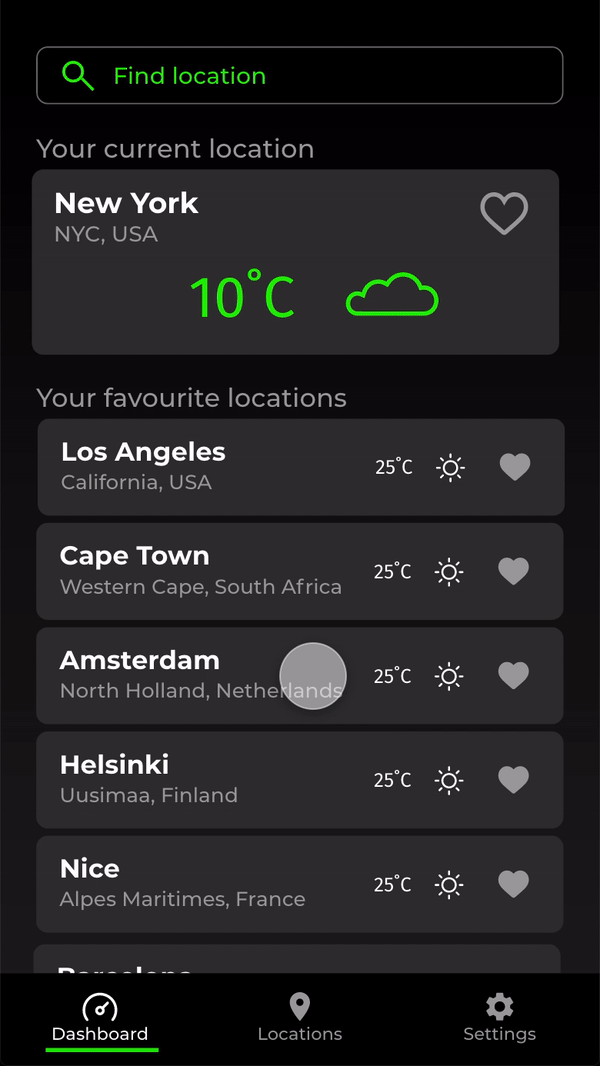 Find location
Your current location
New York
NYC, USA
10°C
Your favourite locations
Los Angeles
California, USA
25°C
Cape Town
Western Cape, South Africa
25°C
Amsterdam
North Holland, Netherlands
25°C
Helsinki
Uusimaa, Finland
25°C
Nice
Alpes Maritimes, France
25°C
Barcelona
Dashboard
Locations
Settings